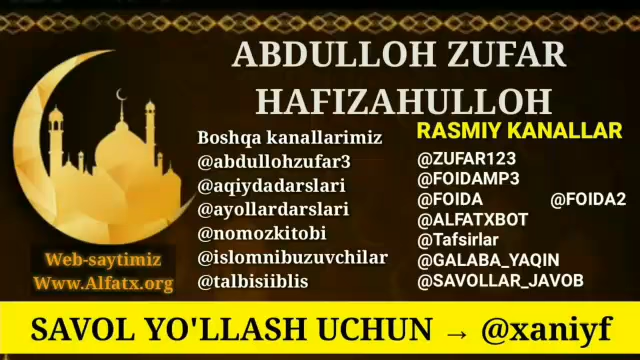 ABDULLOH ZUFAR
HAFIZAHULLOH
Boshqa kanallarimiz
@abdullohzufar3
@aqiydadarslari
@ayollardarslari
@nomozkitobi
@islomnibuzuvchilar
@talbisiiblis
RASMIY KANALLAR
@ZUFAR123
@FOIDAMP3
@FOIDA @FOIDA2
@ALFATXBOT
@Tafsirlar
@GALABA_YAQIN
@SAVOLLAR_JAVOB
Web-saytimiz
Www.Alfatx.org
SAVOL YO'LLASH UCHUN → @xaniyf